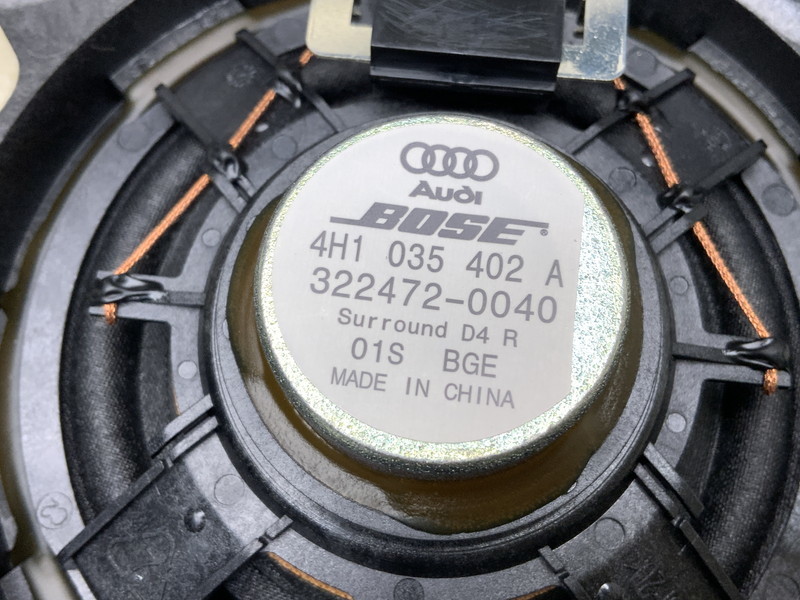 Audi
BOSE®
4H1 035 402 A
322472-0040
Surround D4 R
01S BGE
MADE IN CHINA